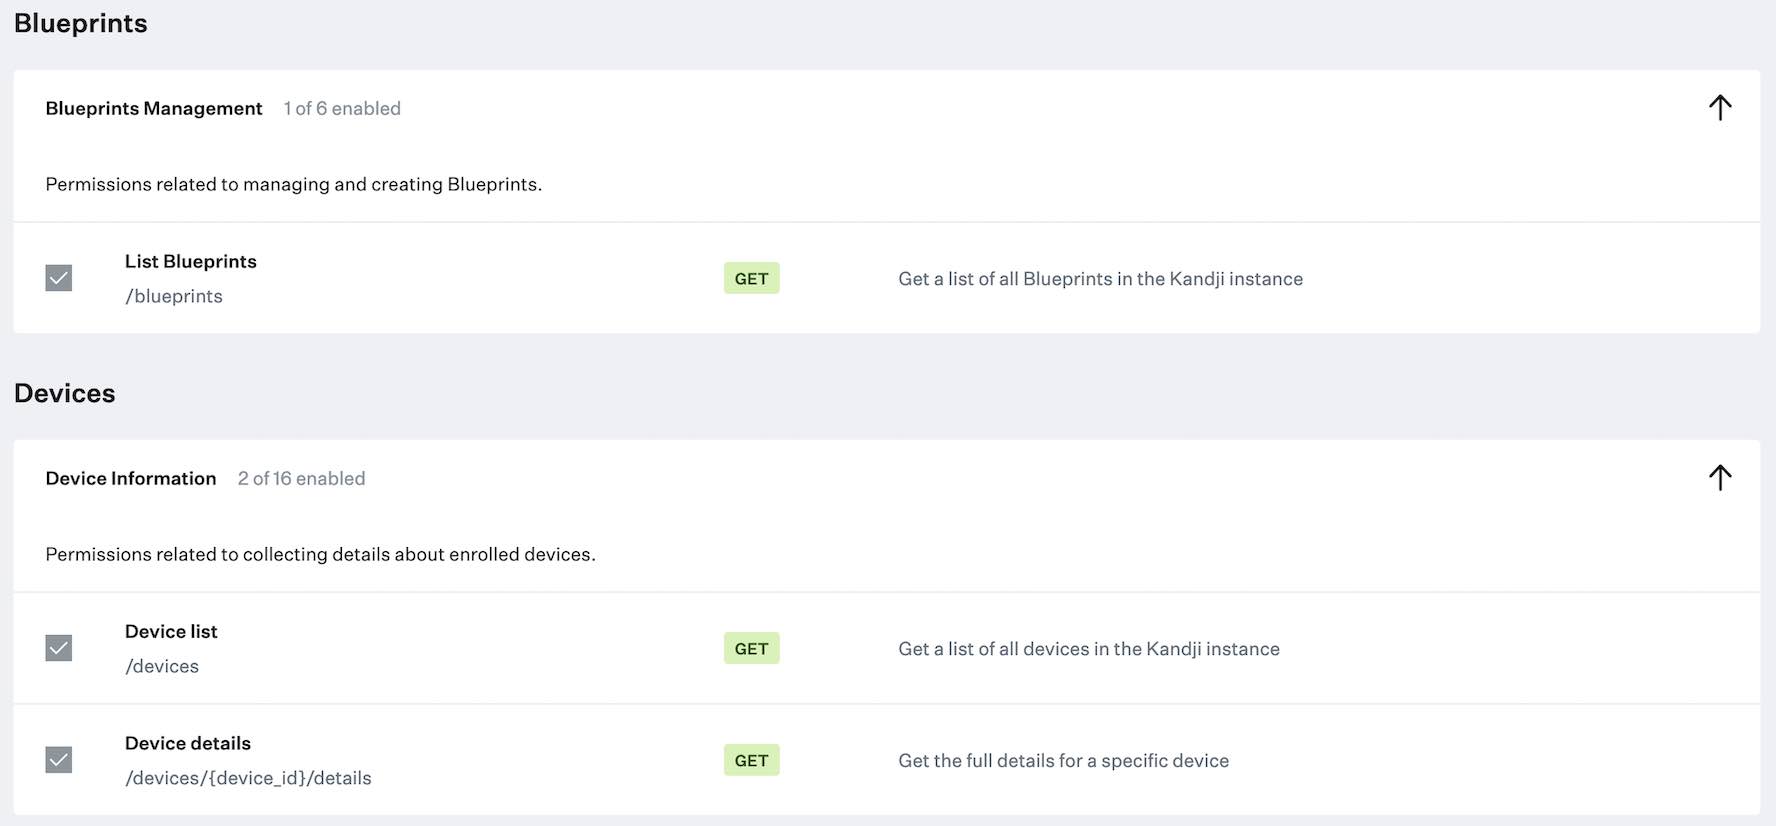 Blueprints
Blueprints Management 1 of 6 enabled
Permissions related to managing and creating Blueprints.
List Blueprints
/blueprints
GET
Get a list of all Blueprints in the Kandji instance
Devices
Device Information 2 of 16 enabled
Permissions related to collecting details about enrolled devices.
Device list
/devices
GET
Get a list of all devices in the Kandji instance
Device details
/devices/{device_id}/details
GET
Get the full details for a specific device